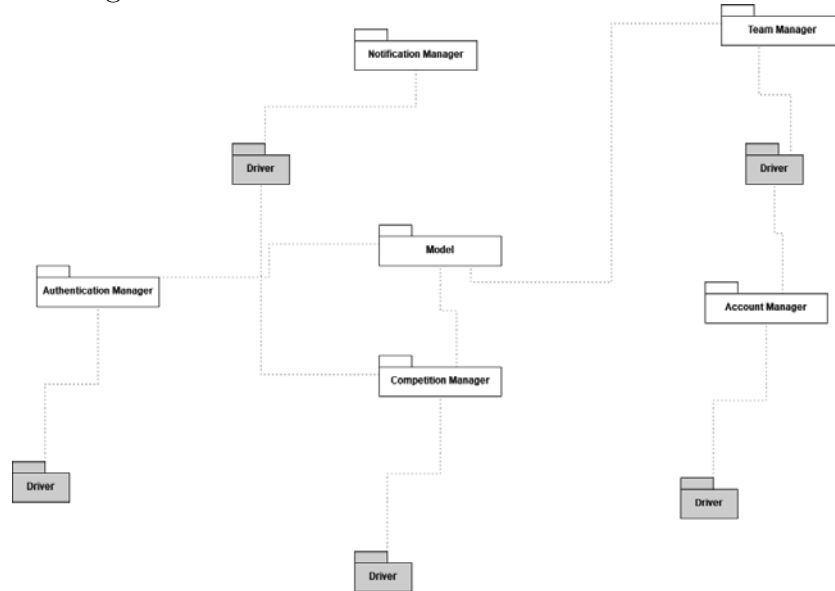 Team Manager
Notification Manager
Driver
Driver
Model
Authentication Manager
Account Manager
Competition Manager
Driver
Driver
Driver